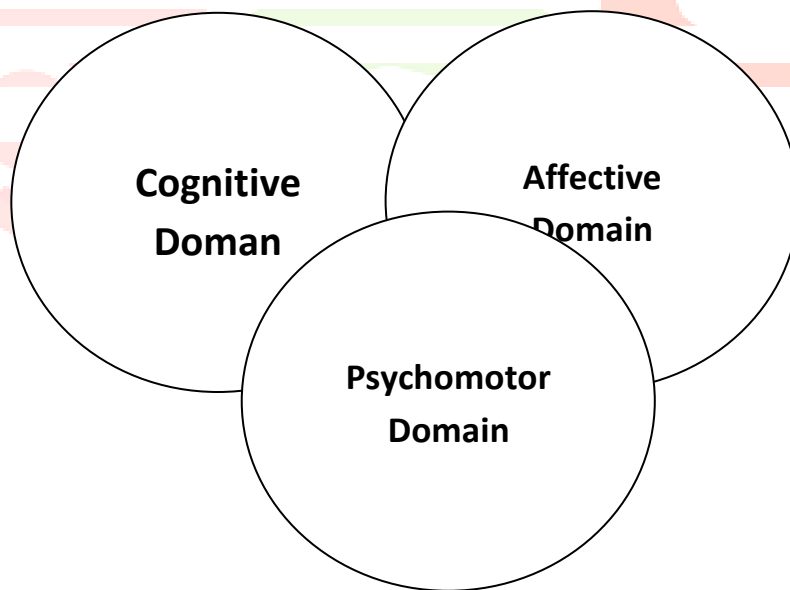 Cognitive
Doman
Affective
Domain
Psychomotor
Domain